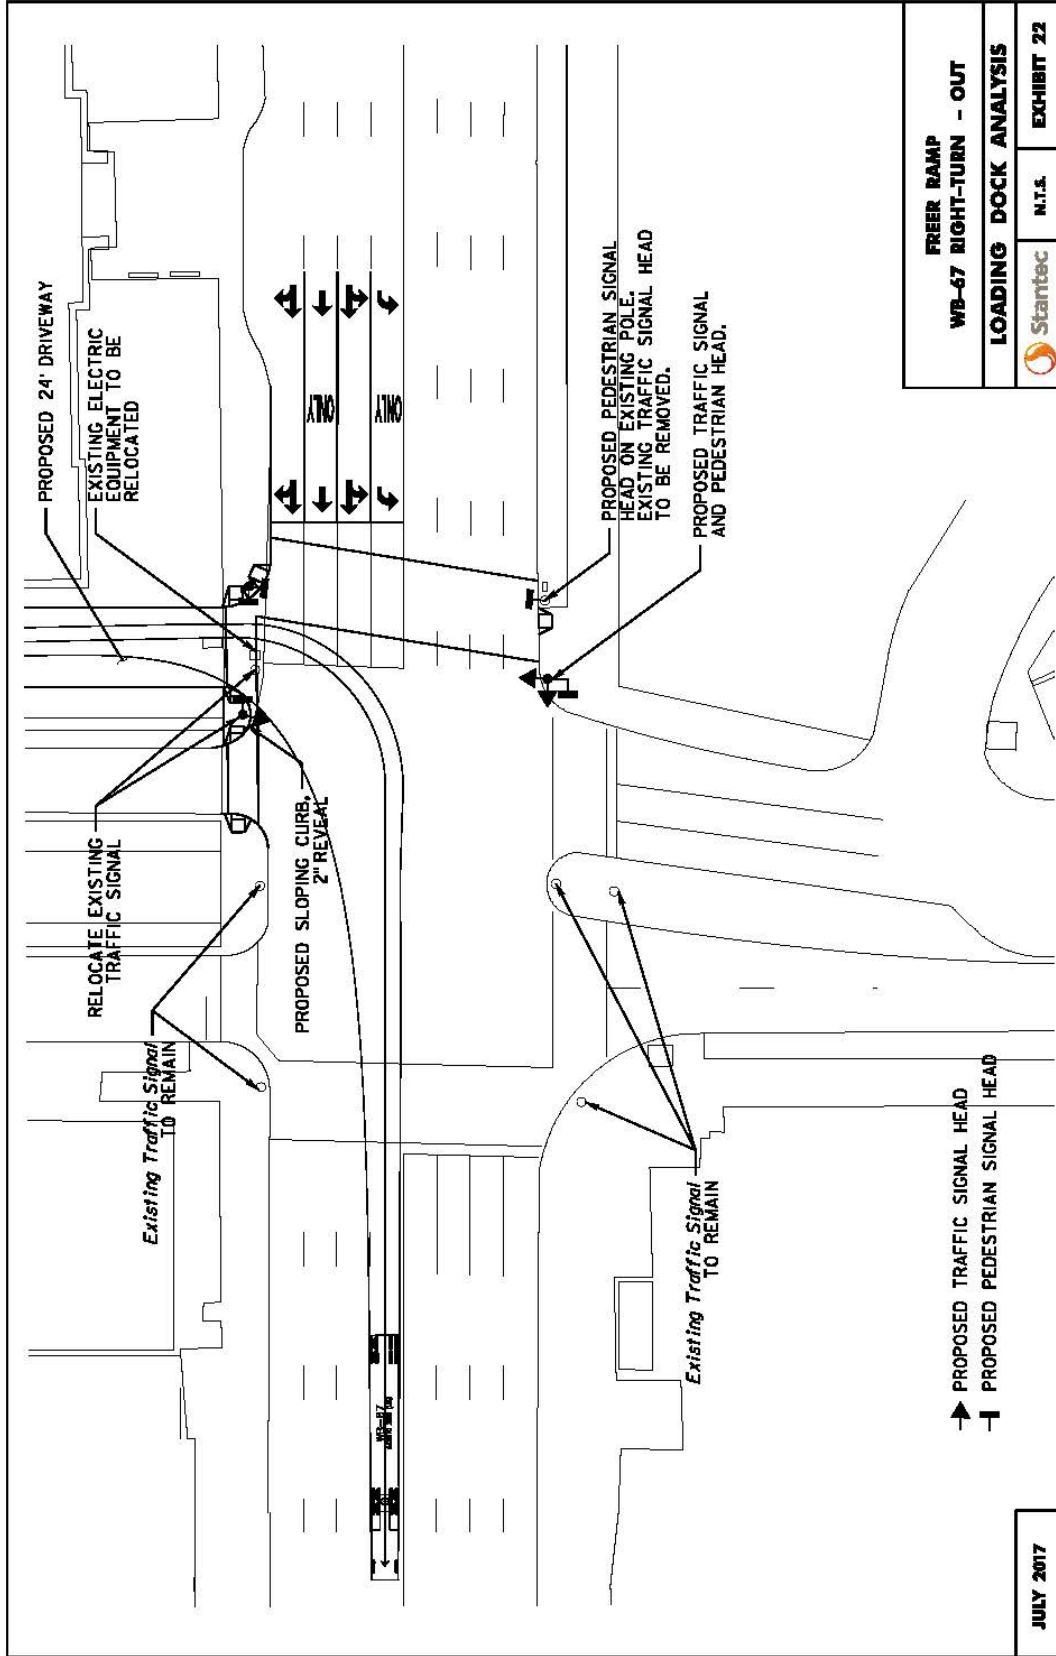 PROPOSED 24' DRIVEWAY
EXISTING ELECTRIC
EQUIPMENT TO BE
RELOCATED
RELOCATE EXISTING
TRAFFIC SIGNAL
Existing Traffic Signal
TO REMAIN
PROPOSED SLOPING CURB,
2" REVEAL
ONLY
ONLY
PROPOSED PEDESTRIAN SIGNAL
HEAD ON EXISTING POLE.
EXISTING TRAFFIC SIGNAL HEAD
TO BE REMOVED.
PROPOSED TRAFFIC SIGNAL
AND PEDESTRIAN HEAD.
WB-67
Existing Traffic Signal
TO REMAIN
PROPOSED TRAFFIC SIGNAL HEAD
PROPOSED PEDESTRIAN SIGNAL HEAD
JULY 2017
FREER RAMP
WB-67 RIGHT-TURN - OUT
LOADING DOCK ANALYSIS
Stantec
N.T.S.
EXHIBIT 22